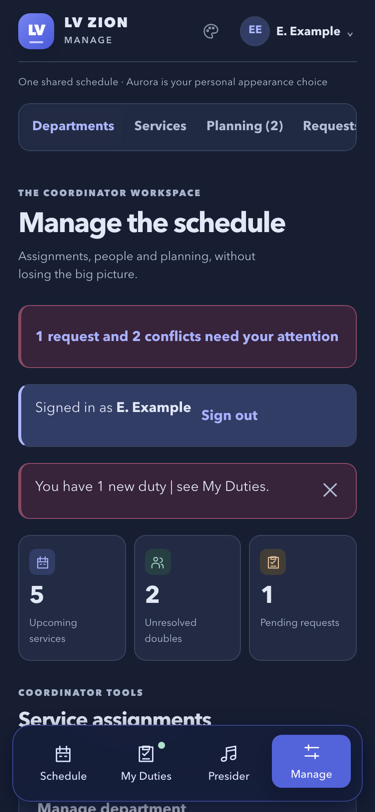 LV
LV ZION
MANAGE
EE
E. Example
One shared schedule · Aurora is your personal appearance choice
Departments
Services
Planning (2)
Requests
THE COORDINATOR WORKSPACE
Manage the schedule
Assignments, people and planning, without
losing the big picture.
1 request and 2 conflicts need your attention
Signed in as E. Example
Sign out
You have 1 new duty | see My Duties.
5
Upcoming
services
2
Unresolved
doubles
1
Pending requests
COORDINATOR TOOLS
Service assignments
Schedule
My Duties
Presider
Manage
Manage department